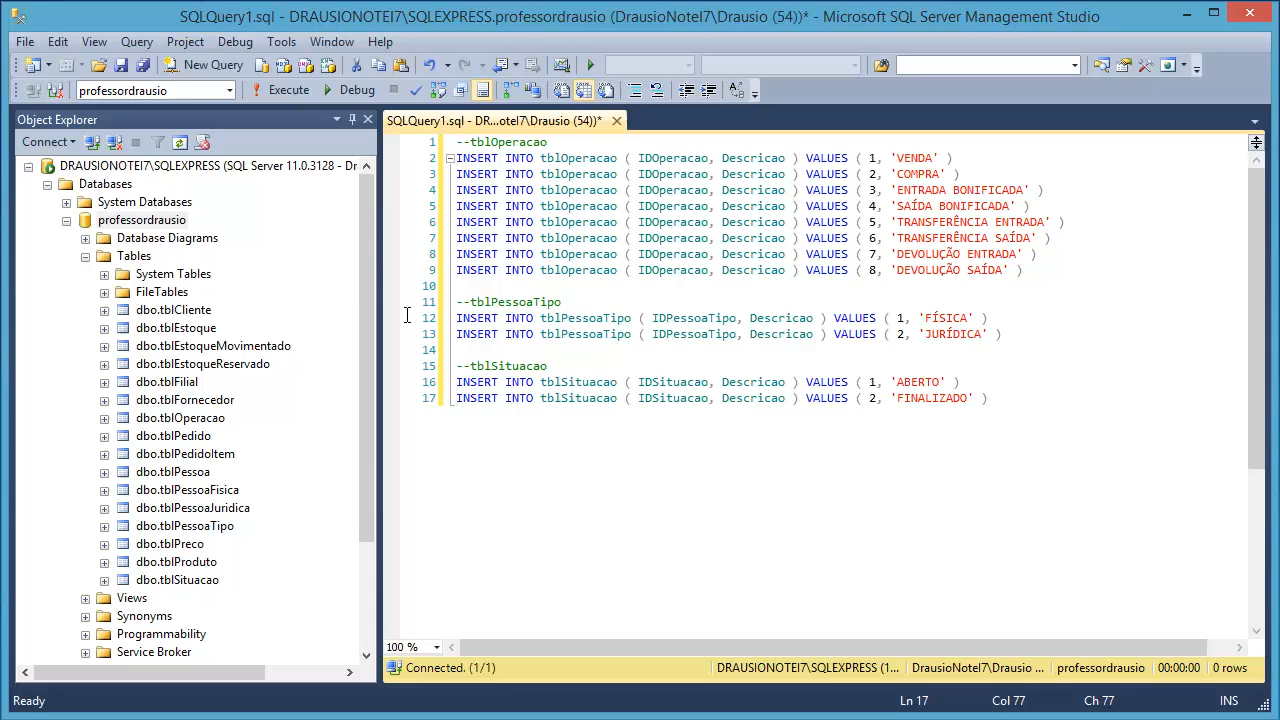 SQLQuery1.sql - DRAUSIONOTEI7\SQLEXPRESS.professordrausio (DrausioNoteI7\Drausio (54))* - Microsoft SQL Server Management Studio
File Edit View Query Project Debug Tools Window Help
New Query
professordrausio Execute Debug
Object Explorer
Connect
DRAUSIONOTEI7\SQLEXPRESS (SQL Server 11.0.3128 - Dr
Databases
System Databases
professordrausio
Database Diagrams
Tables
System Tables
FileTables
dbo.tblCliente
dbo.tblEstoque
dbo.tblEstoqueMovimentado
dbo.tblEstoqueReservado
dbo.tblFilial
dbo.tblFornecedor
dbo.tblOperacao
dbo.tblPedido
dbo.tblPedidoItem
dbo.tblPessoa
dbo.tblPessoaFisica
dbo.tblPessoaJuridica
dbo.tblPessoaTipo
dbo.tblPreco
dbo.tblProduto
dbo.tblSituacao
Views
Synonyms
Programmability
Service Broker
SQLQuery1.sql - DR...otel7\Drausio (54))*
1 --tblOperacao
2 INSERT INTO tblOperacao ( IDOperacao, Descricao ) VALUES ( 1, 'VENDA' )
3 INSERT INTO tblOperacao ( IDOperacao, Descricao ) VALUES ( 2, 'COMPRA' )
4 INSERT INTO tblOperacao ( IDOperacao, Descricao ) VALUES ( 3, 'ENTRADA BONIFICADA' )
5 INSERT INTO tblOperacao ( IDOperacao, Descricao ) VALUES ( 4, 'SAÍDA BONIFICADA' )
6 INSERT INTO tblOperacao ( IDOperacao, Descricao ) VALUES ( 5, 'TRANSFERÊNCIA ENTRADA' )
7 INSERT INTO tblOperacao ( IDOperacao, Descricao ) VALUES ( 6, 'TRANSFERÊNCIA SAÍDA' )
8 INSERT INTO tblOperacao ( IDOperacao, Descricao ) VALUES ( 7, 'DEVOLUÇÃO ENTRADA' )
9 INSERT INTO tblOperacao ( IDOperacao, Descricao ) VALUES ( 8, 'DEVOLUÇÃO SAÍDA' )
10
11 --tblPessoaTipo
12 INSERT INTO tblPessoaTipo ( IDPessoaTipo, Descricao ) VALUES ( 1, 'FÍSICA' )
13 INSERT INTO tblPessoaTipo ( IDPessoaTipo, Descricao ) VALUES ( 2, 'JURÍDICA' )
14
15 --tblSituacao
16 INSERT INTO tblSituacao ( IDSituacao, Descricao ) VALUES ( 1, 'ABERTO' )
17 INSERT INTO tblSituacao ( IDSituacao, Descricao ) VALUES ( 2, 'FINALIZADO' )
100 %
Connected. (1/1) DRAUSIONOTEI7\SQLEXPRESS (1... DrausioNoteI7\Drausio ... professordrausio 00:00:00 0 rows
Ready Ln 17 Col 77 Ch 77 INS